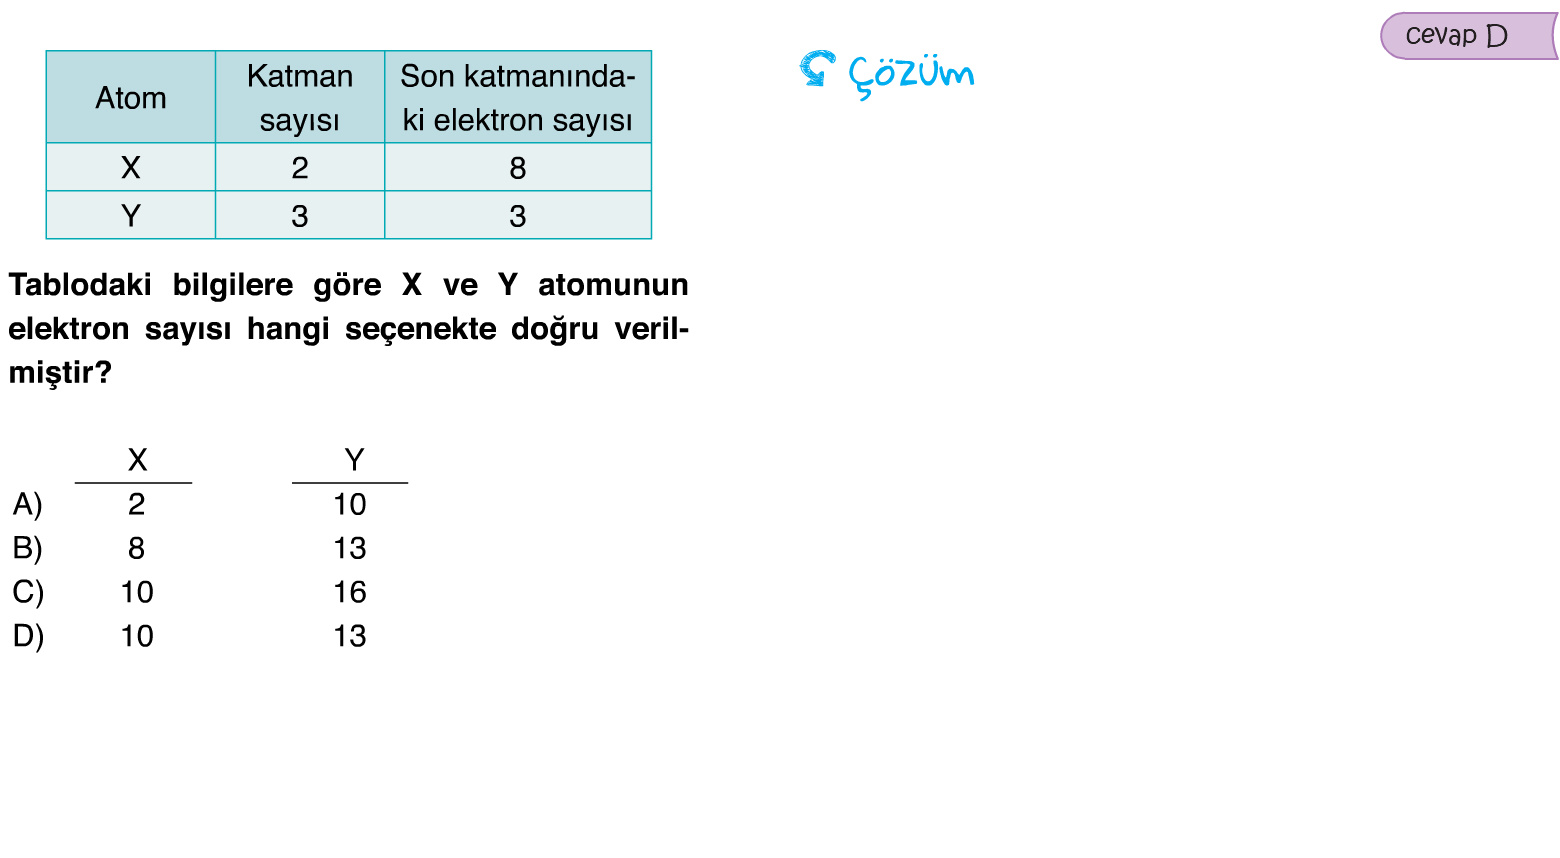 Atom
Katman
sayısı
Son katmanında-
ki elektron sayısı
X 2 8
Y 3 3
Tablodaki bilgilere göre X ve Y atomunun
elektron sayısı hangi seçenekte doğru veril-
miştir?
X Y
A) 2 10
B) 8 13
C) 10 16
D) 10 13
Çözüm
cevap D